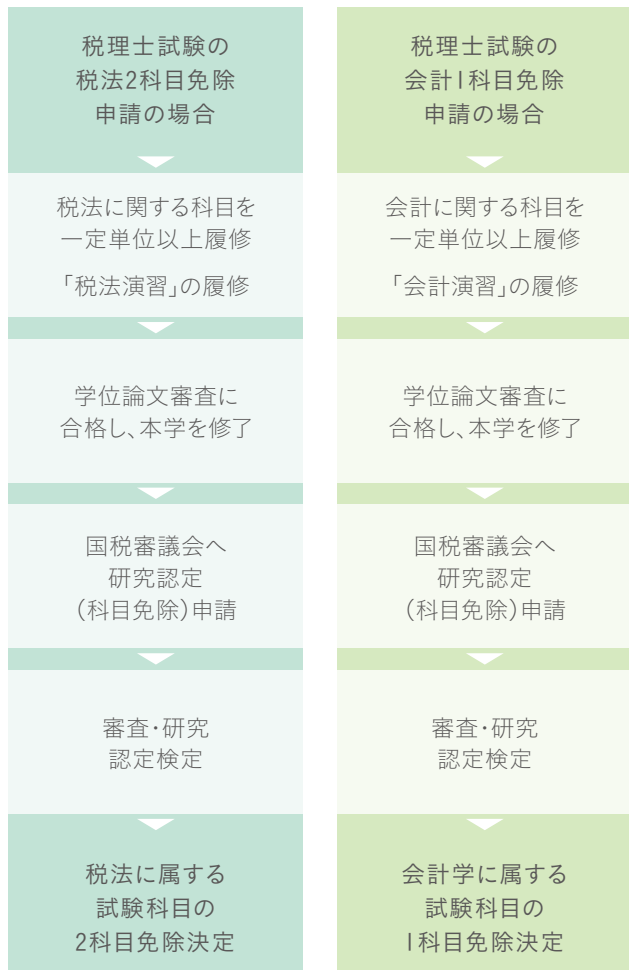 税理士試験の
税法2科目免除
申請の場合
税法に関する科目を
一定単位以上履修
「税法演習」の履修
学位論文審査に
合格し、本学を修了
国税審議会へ
研究認定
(科目免除)申請
審査・研究
認定検定
税法に属する
試験科目の
2科目免除決定
税理士試験の
会計1科目免除
申請の場合
会計に関する科目を
一定単位以上履修
「会計演習」の履修
学位論文審査に
合格し、本学を修了
国税審議会へ
研究認定
(科目免除)申請
審査・研究
認定検定
会計学に属する
試験科目の
1科目免除決定